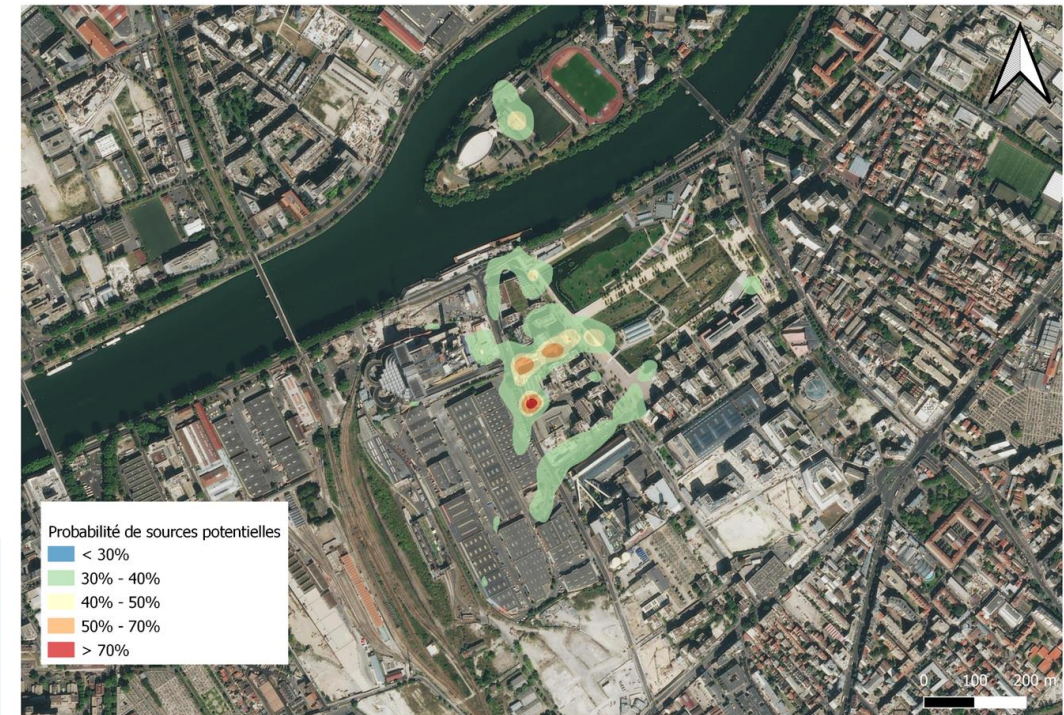 Probabilité de sources potentielles
< 30%
30% - 40%
40% - 50%
50% - 70%
> 70%
0 100 200 m